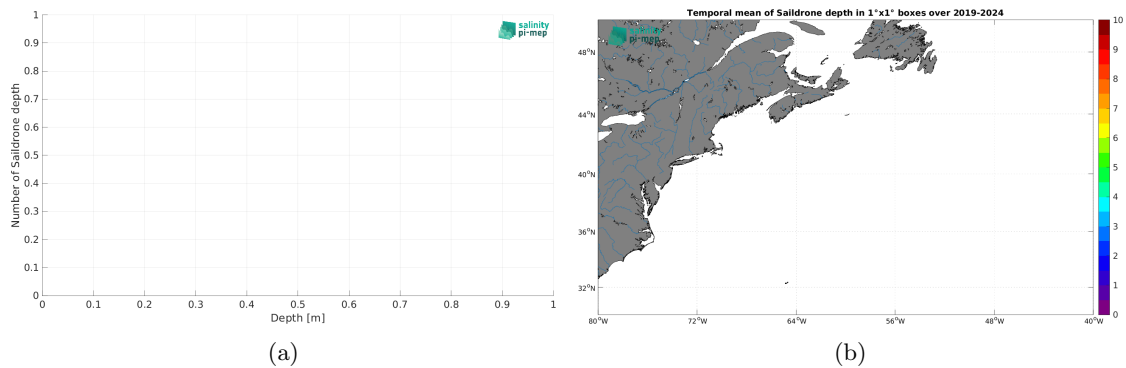 1
0.9
0.8
0.7
0.6
0.5
0.4
0.3
0.2
0.1
0
Number of Saildrone depth
0 0.1 0.2 0.3 0.4 0.5 0.6 0.7 0.8 0.9 1
Depth [m]
salinity
pi-mep
(a)
Temporal mean of Saildrone depth in 1°x1° boxes over 2019-2024
salinity
pi-mep
48°N
44°N
40°N
36°N
32°N
80°W 72°W 64°W 56°W 48°W 40°W
10
9
8
7
6
5
4
3
2
1
0
(b)